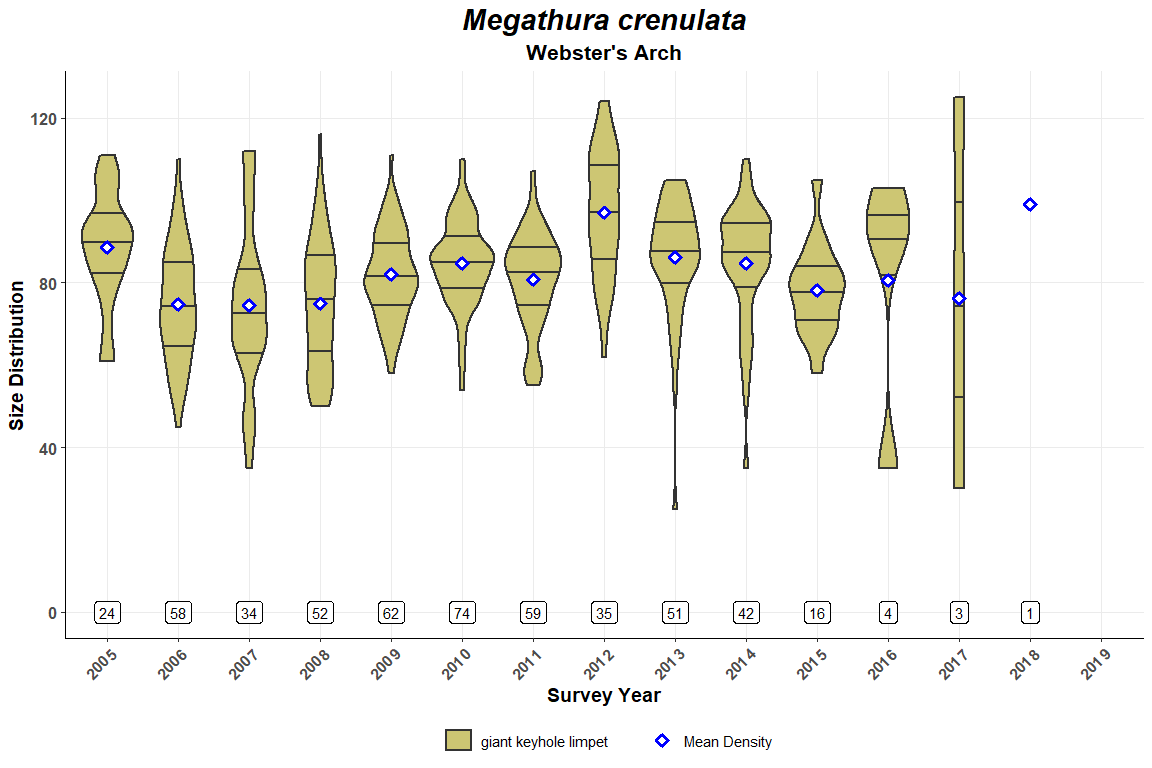 Megathura crenulata
Webster's Arch
Size Distribution
120
80
40
0
24 58 34 52 62 74 59 35 51 42 16 4 3 1
2005 2006 2007 2008 2009 2010 2011 2012 2013 2014 2015 2016 2017 2018 2019
Survey Year
giant keyhole limpet Mean Density